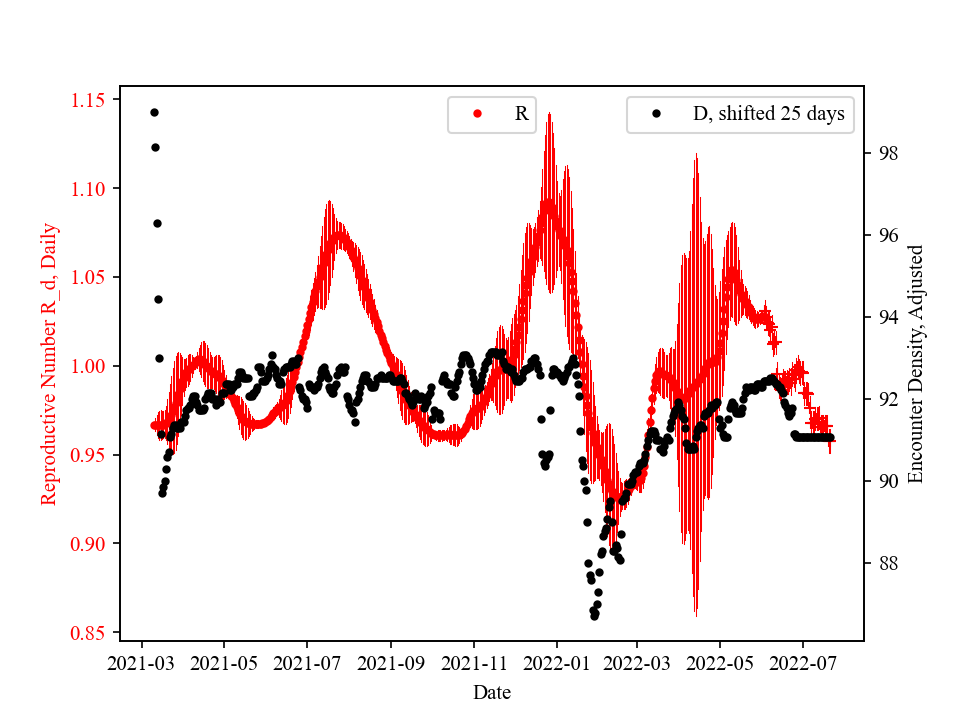 R
D, shifted 25 days
1.15
1.10
1.05
1.00
0.95
0.90
0.85
Reproductive Number R_d, Daily
98
96
94
92
90
88
Encounter Density, Adjusted
2021-03 2021-05 2021-07 2021-09 2021-11 2022-01 2022-03 2022-05 2022-07
Date